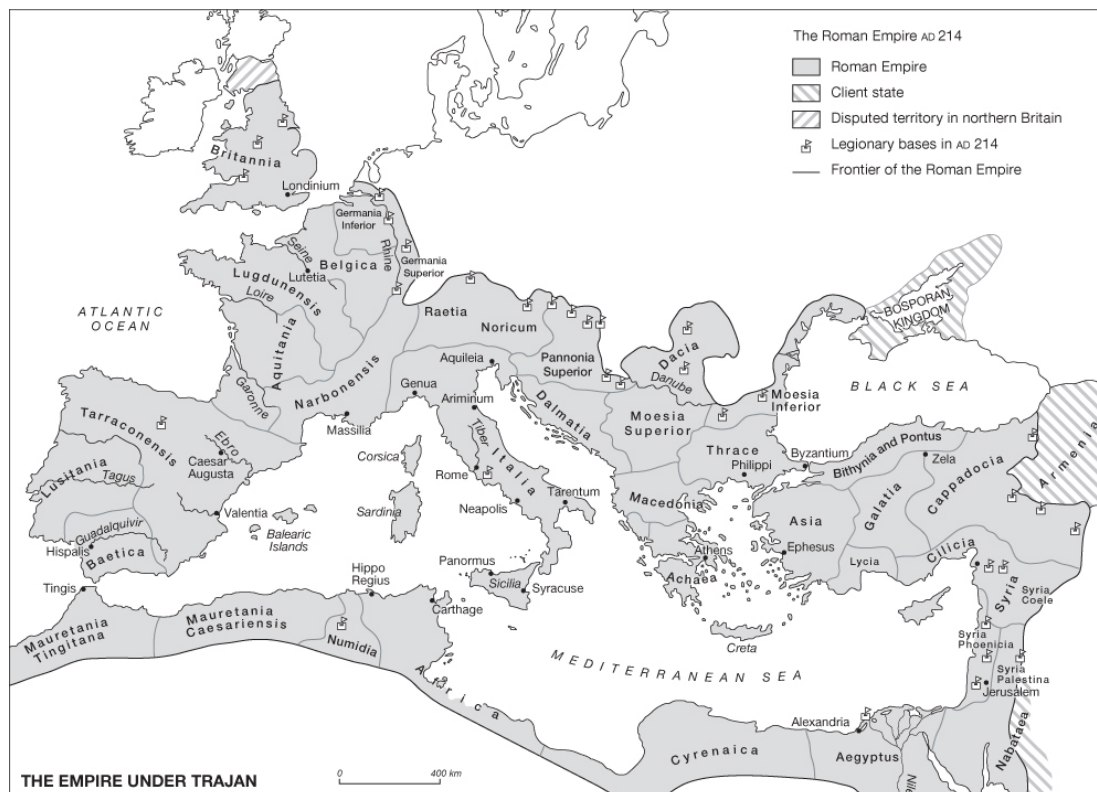 The Roman Empire AD 214
Roman Empire
Client state
Disputed territory in northern Britain
Legionary bases in AD 214
Frontier of the Roman Empire
Britannia
Londinium
Germania
Inferior
Rhine
Germania
Superior
Seine
Belgica
Lutetia
Lugdunensis
Loire
ATLANTIC
OCEAN
Aquitania
Garonne
Narbonensis
Raetia
Noricum
Aquileia
Pannonia
Superior
Dacia
Danube
BOSPORAN
KINGDOM
BLACK SEA
Genua
Ariminum
Dalmatia
Moesia
Superior
Moesia
Inferior
Massilia
Tiber
Italia
Tarraconensis
Ebro
Caesar
Augusta
Corsica
Rome
Thrace
Philippi
Byzantium
Bithynia and Pontus
Zela
Armenia
Lusitania
Tagus
Valentia
Balearic
Islands
Sardinia
Neapolis
Tarentum
Macedonia
Asia
Galatia
Cappadocia
Guadalquivir
Hispalis
Baetica
Athens
Achaea
Ephesus
Lycia
Cilicia
Tingis
Panormus
Sicilia
Syracuse
Hippo
Regius
Carthage
Syria
Syria
Coele
Mauretania
Tingitana
Mauretania
Caesariensis
Numidia
Africa
Creta
Syria
Phoenicia
Syria
Palestina
Jerusalem
MEDITERRANEAN SEA
Alexandria
Cyrenaica
Aegyptus
Nile
Nabataea
THE EMPIRE UNDER TRAJAN
0
400 km